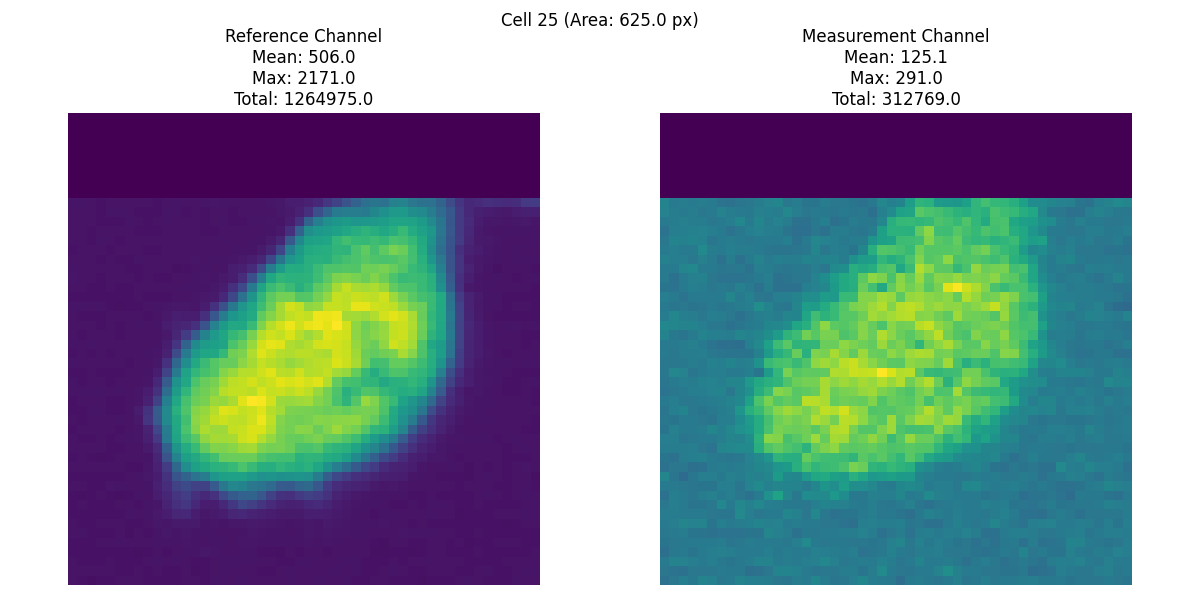 Cell 25 (Area: 625.0 px)
Reference Channel
Mean: 506.0
Max: 2171.0
Total: 1264975.0
Measurement Channel
Mean: 125.1
Max: 291.0
Total: 312769.0